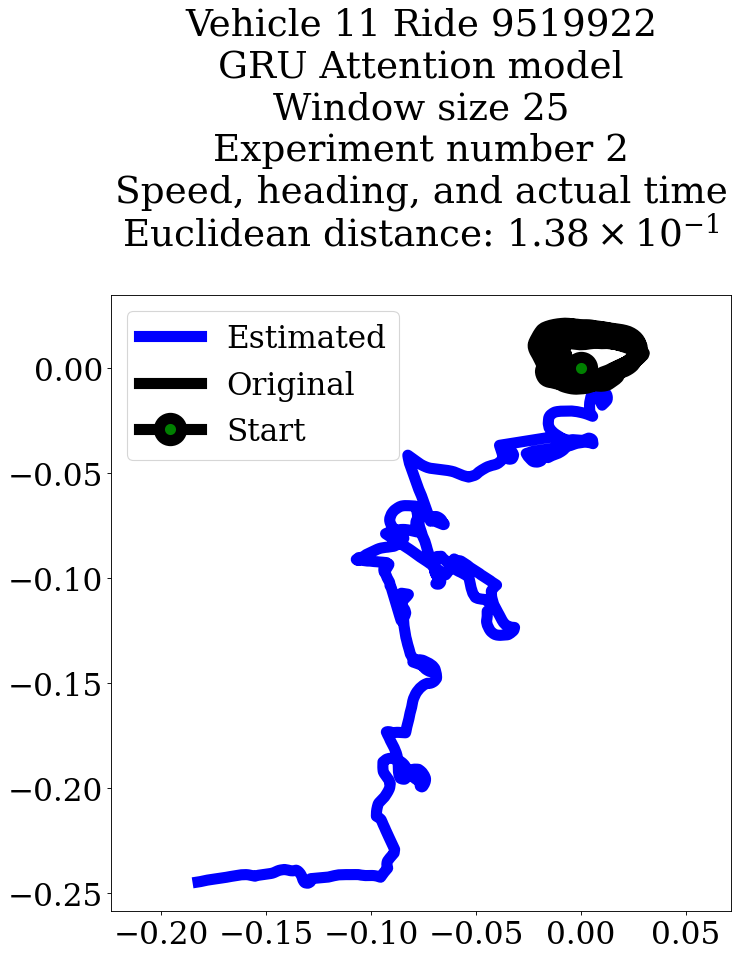 Vehicle 11 Ride 9519922
GRU Attention model
Window size 25
Experiment number 2
Speed, heading, and actual time
Euclidean distance: 1.38 × 10⁻¹
Estimated
Original
Start
0.00
−0.05
−0.10
−0.15
−0.20
−0.25
−0.20 −0.15 −0.10 −0.05 0.00 0.05